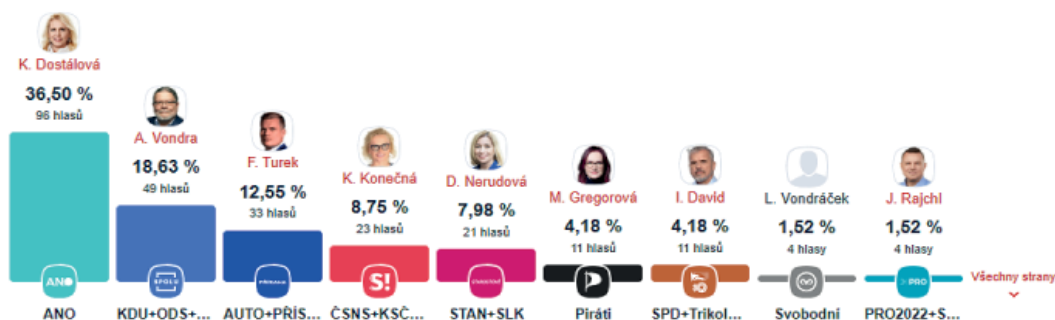 K. Dostálová
36,50 %
96 hlasů
ANO
ANO
A. Vondra
18,63 %
49 hlasů
SPOLU
KDU+ODS+...
F. Turek
12,55 %
33 hlasů
PŘÍSAHA
AUTO+PŘÍS...
K. Konečná
8,75 %
23 hlasů
S!
ČSNS+KSČ...
D. Nerudová
7,98 %
21 hlasů
STAROSTOVÉ
STAN+SLK
M. Gregorová
4,18 %
11 hlasů
Piráti
I. David
4,18 %
11 hlasů
SPD+Trikol...
L. Vondráček
1,52 %
4 hlasy
Svobodní
J. Rajchl
1,52 %
4 hlasy
PRO
PRO2022+S...
Všechny strany